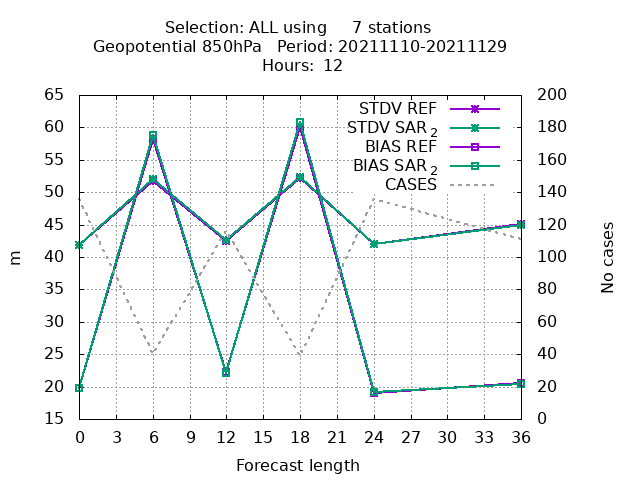 Selection: ALL using     7 stations
Geopotential 850hPa   Period: 20211110-20211129
Hours:  12
STDV REF
STDV SAR 2
BIAS REF
BIAS SAR 2
CASES
65 200
60 180
55 160
50 140
45 120
40 100
35 80
30 60
25 40
20 20
15 0
m
No cases
0 3 6 9 12 15 18 21 24 27 30 33 36
Forecast length